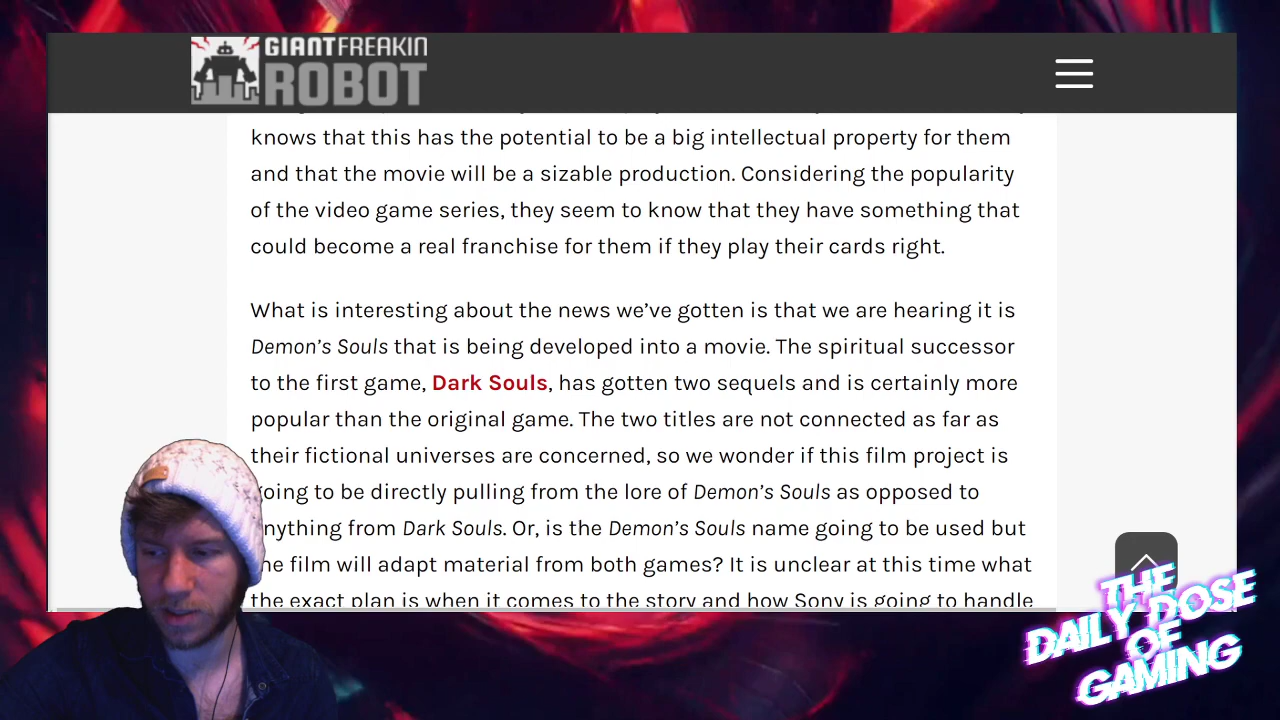 GIANTFREAKIN
ROBOT
knows that this has the potential to be a big intellectual property for them
and that the movie will be a sizable production. Considering the popularity
of the video game series, they seem to know that they have something that
could become a real franchise for them if they play their cards right.
What is interesting about the news we’ve gotten is that we are hearing it is
Demon’s Souls that is being developed into a movie. The spiritual successor
to the first game, Dark Souls, has gotten two sequels and is certainly more
popular than the original game. The two titles are not connected as far as
their fictional universes are concerned, so we wonder if this film project is
going to be directly pulling from the lore of Demon’s Souls as opposed to
anything from Dark Souls. Or, is the Demon’s Souls name going to be used but
the film will adapt material from both games? It is unclear at this time what
the exact plan is when it comes to the story and how Sony is going to handle
THE
DAILY DOSE
OF
GAMING